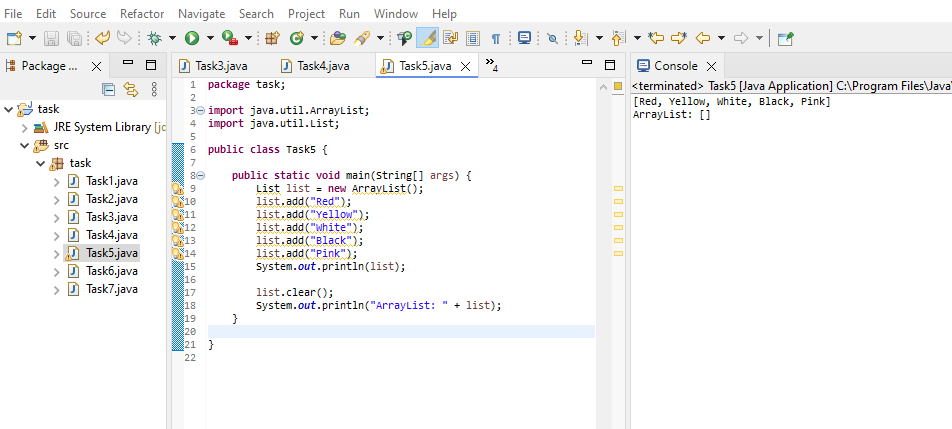 File Edit Source Refactor Navigate Search Project Run Window Help
Package ...
task
JRE System Library [jd
src
task
Task1.java
Task2.java
Task3.java
Task4.java
Task5.java
Task6.java
Task7.java
Task3.java Task4.java Task5.java »4
1 package task;
2
3 import java.util.ArrayList;
4 import java.util.List;
5
6 public class Task5 {
7
8 public static void main(String[] args) {
9 List list = new ArrayList();
10 list.add("Red");
11 list.add("Yellow");
12 list.add("White");
13 list.add("Black");
14 list.add("Pink");
15 System.out.println(list);
16
17 list.clear();
18 System.out.println("ArrayList: " + list);
19 }
20
21 }
22
Console
<terminated> Task5 [Java Application] C:\Program Files\Java\
[Red, Yellow, White, Black, Pink]
ArrayList: []